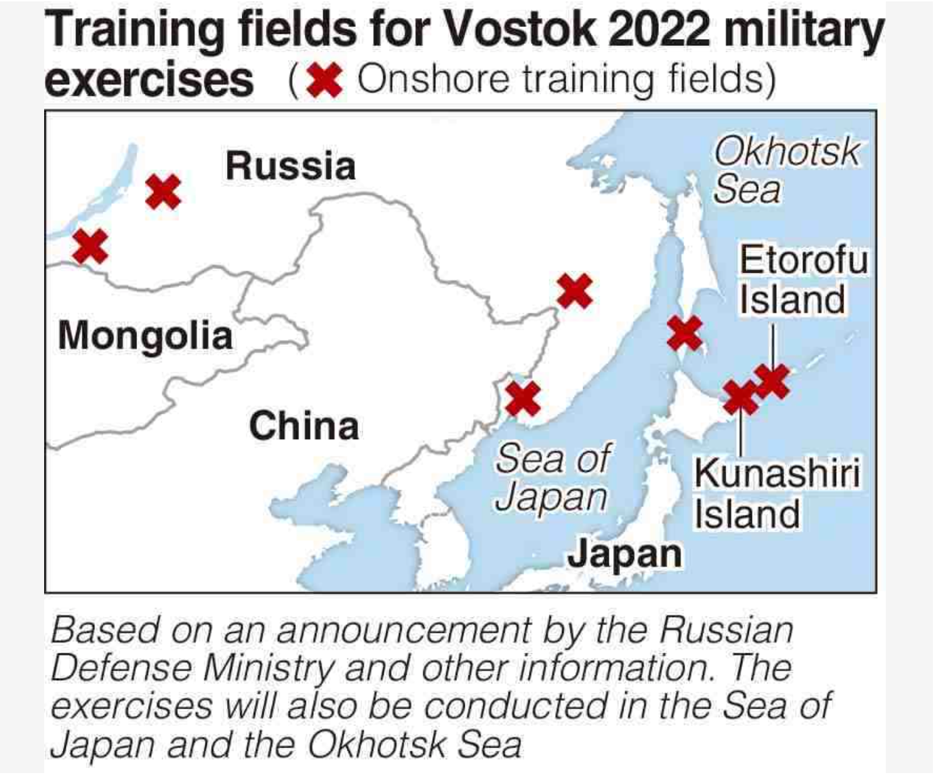 Training fields for Vostok 2022 military
exercises (✖ Onshore training fields)
Russia
Okhotsk
Sea
Etorofu
Island
Mongolia
China
Sea of
Japan
Kunashiri
Island
Japan
Based on an announcement by the Russian
Defense Ministry and other information. The
exercises will also be conducted in the Sea of
Japan and the Okhotsk Sea